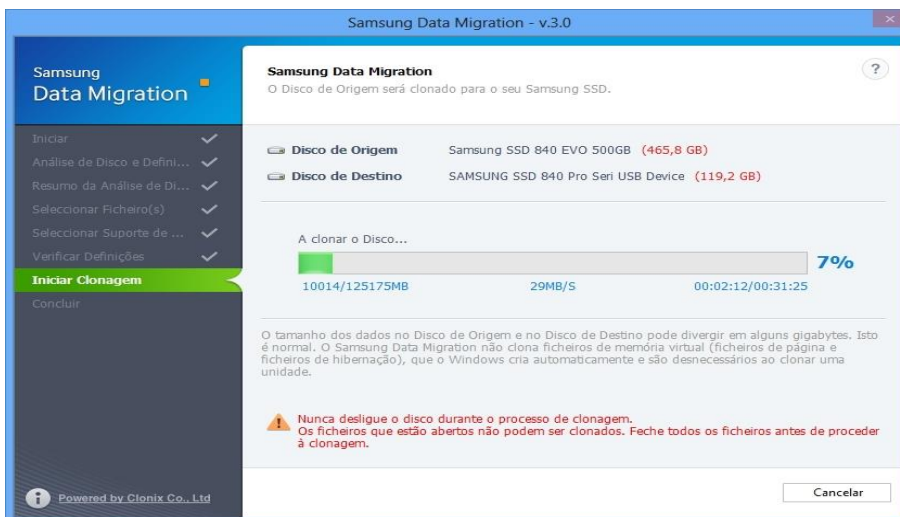 Samsung Data Migration - v.3.0
Samsung
Data Migration
Iniciar
Análise de Disco e Defini...
Resumo da Análise de Di...
Seleccionar Ficheiro(s)
Seleccionar Suporte de ...
Verificar Definições
Iniciar Clonagem
Concluir
Powered by Clonix Co., Ltd
Samsung Data Migration
?
O Disco de Origem será clonado para o seu Samsung SSD.
Disco de Origem Samsung SSD 840 EVO 500GB (465,8 GB)
Disco de Destino SAMSUNG SSD 840 Pro Seri USB Device (119,2 GB)
A clonar o Disco...
7%
10014/125175MB 29MB/S 00:02:12/00:31:25
O tamanho dos dados no Disco de Origem e no Disco de Destino pode divergir em alguns gigabytes. Isto
é normal. O Samsung Data Migration não clona ficheiros de memória virtual (ficheiros de página e
ficheiros de hibernação), que o Windows cria automaticamente e são desnecessários ao clonar uma
unidade.
Nunca desligue o disco durante o processo de clonagem.
Os ficheiros que estão abertos não podem ser clonados. Feche todos os ficheiros antes de proceder
à clonagem.
Cancelar